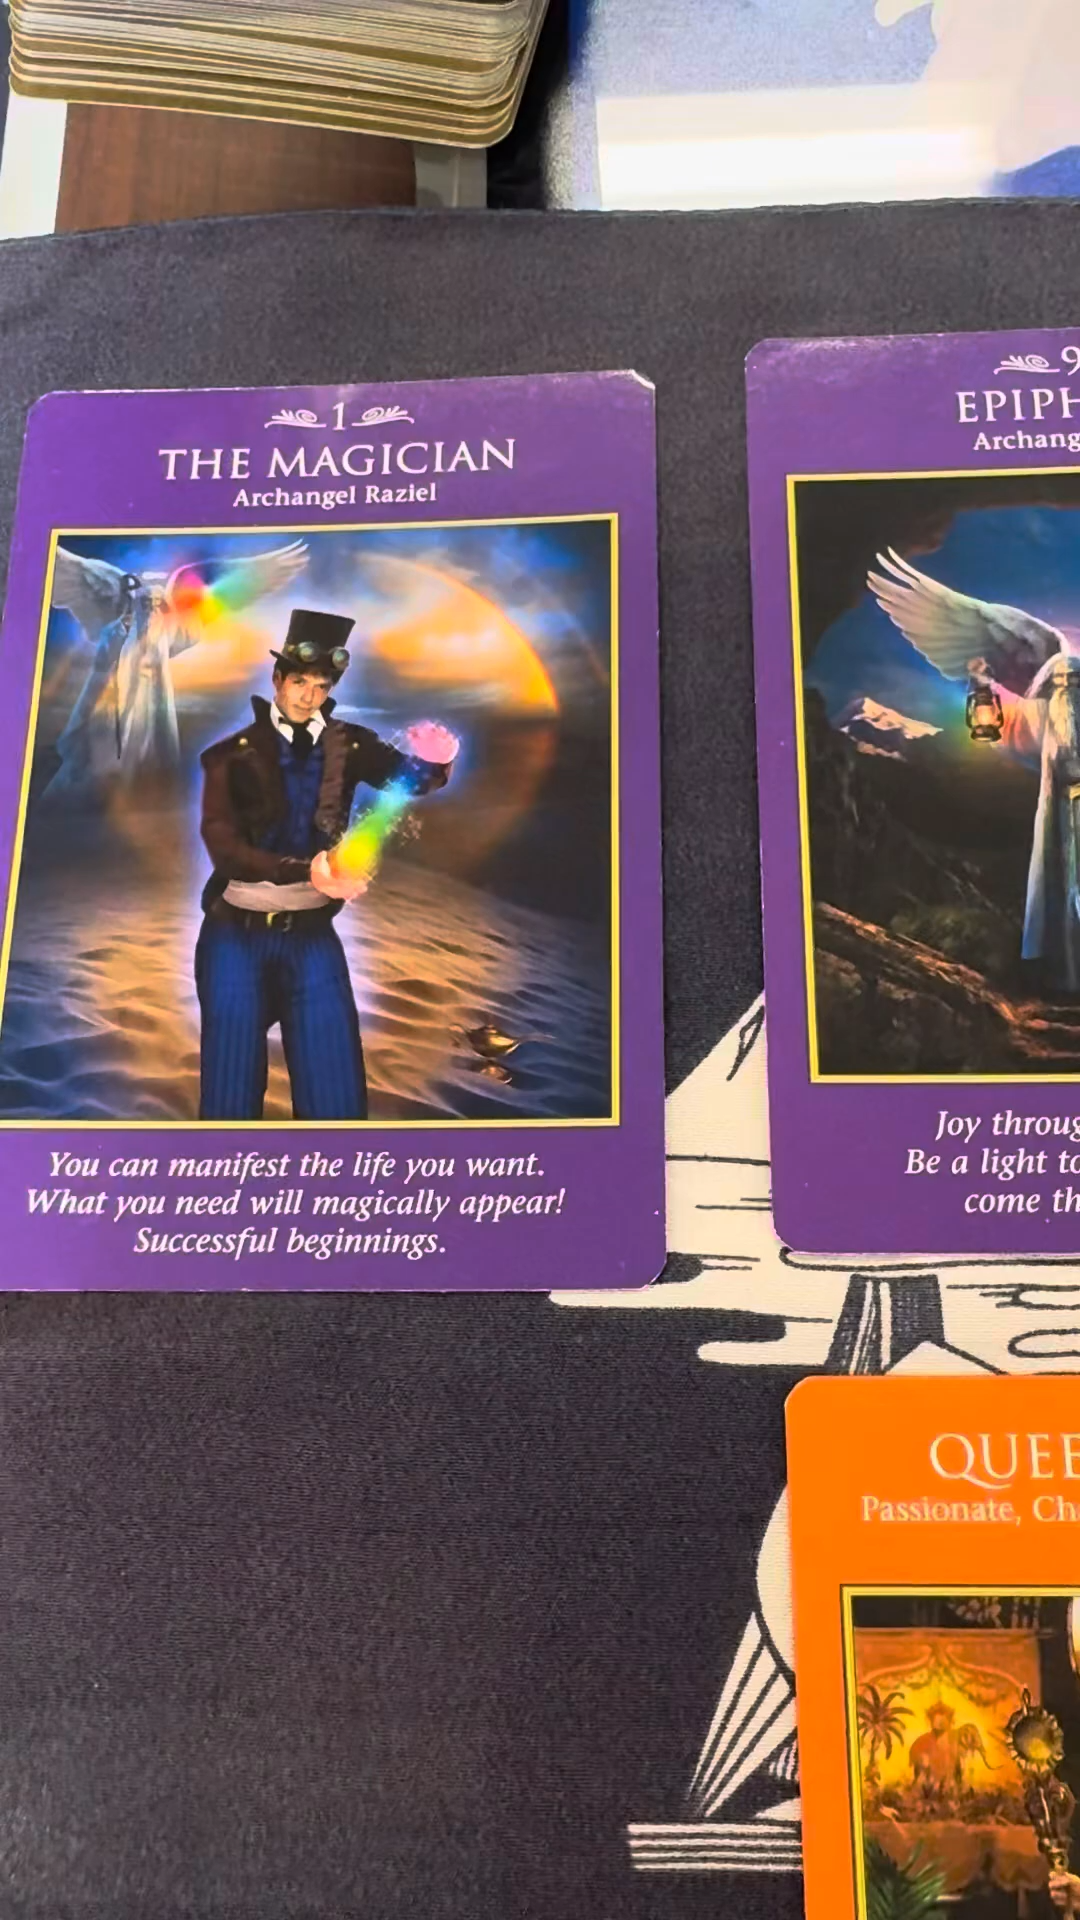 1
THE MAGICIAN
Archangel Raziel
You can manifest the life you want.
What you need will magically appear!
Successful beginnings.
9
EPIPH
Archang
Joy throug
Be a light to
come th
QUEE
Passionate, Cha